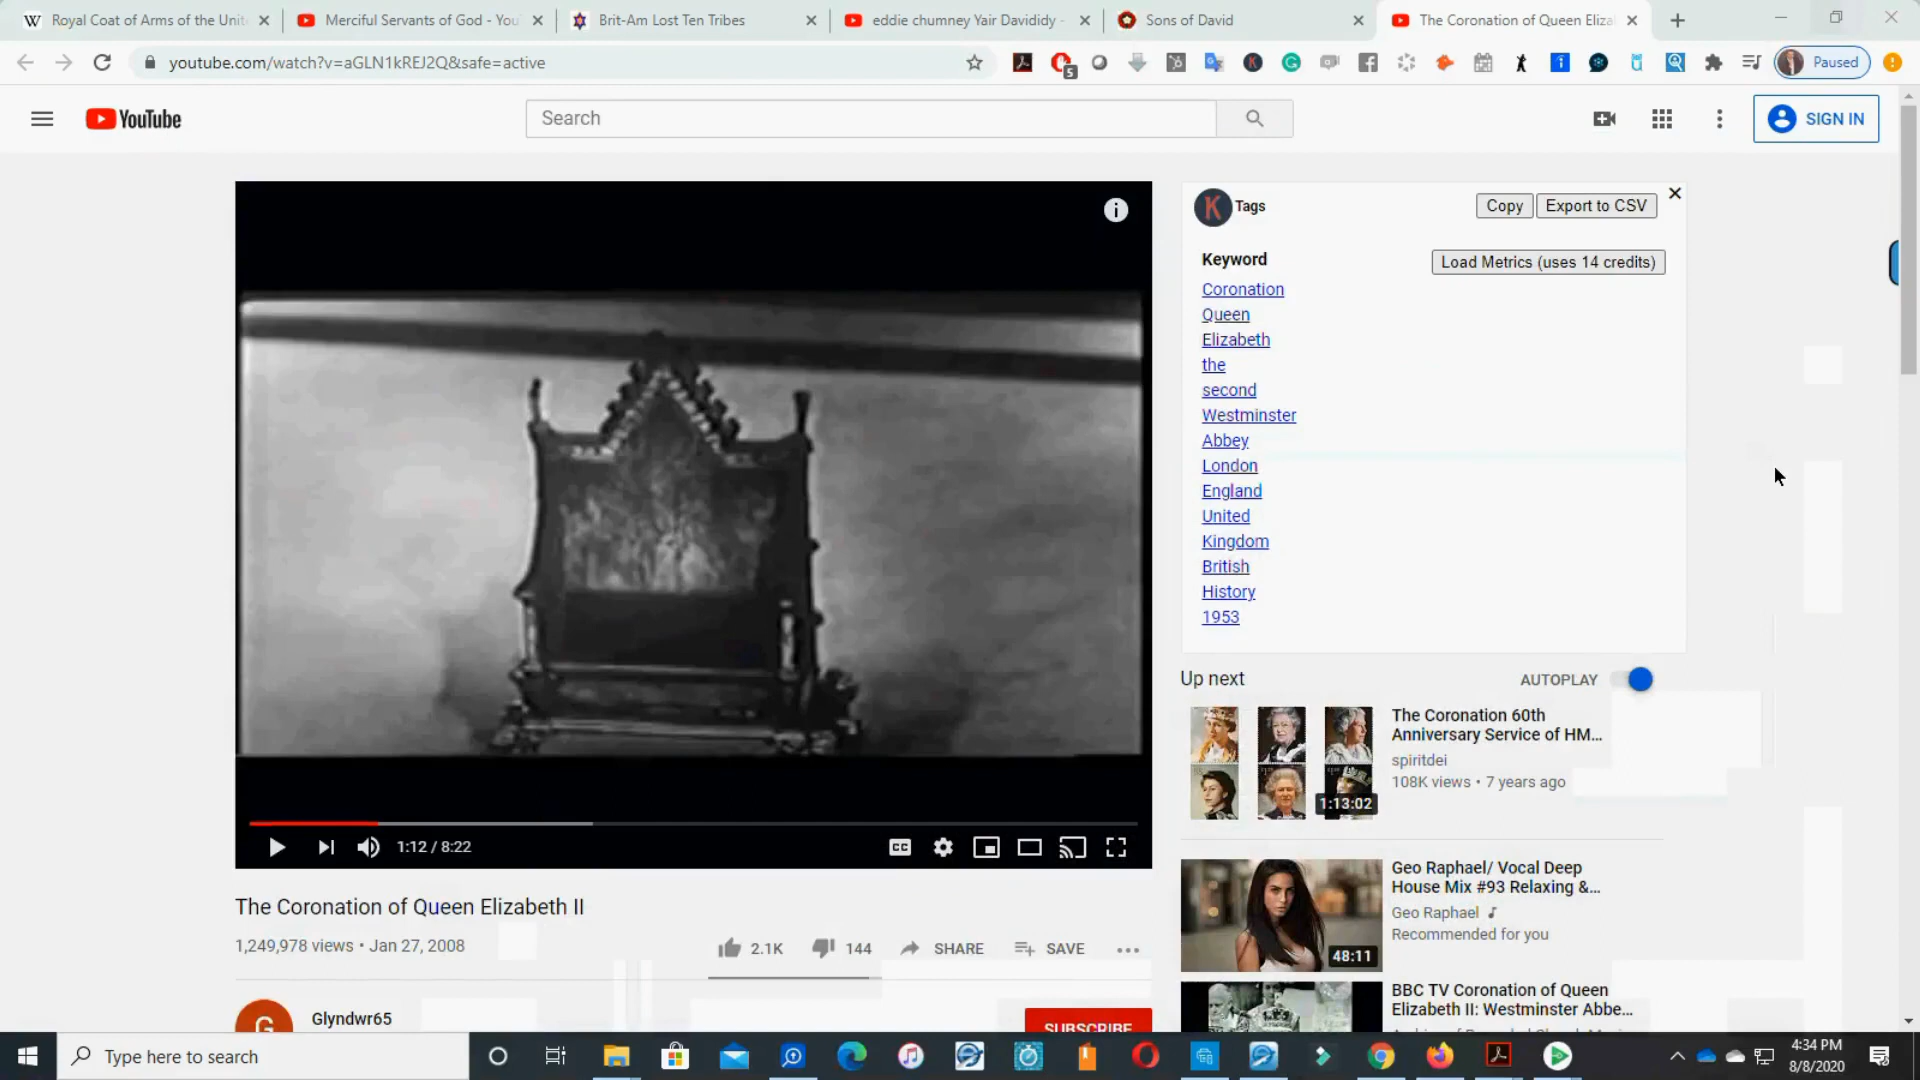 Royal Coat of Arms of the Unit
Merciful Servants of God - You
Brit-Am Lost Ten Tribes
eddie chumney Yair Davididy -
Sons of David
The Coronation of Queen Eliza
youtube.com/watch?v=aGLN1kREJ2Q&safe=active
5
Paused
YouTube
Search
SIGN IN
K Tags
Copy
Export to CSV
Keyword
Load Metrics (uses 14 credits)
Coronation
Queen
Elizabeth
the
second
Westminster
Abbey
London
England
United
Kingdom
British
History
1953
1:12 / 8:22
CC
The Coronation of Queen Elizabeth II
1,249,978 views • Jan 27, 2008
2.1K
144
SHARE
SAVE
G
Glyndwr65
SUBSCRIBE
Up next
AUTOPLAY
The Coronation 60th
Anniversary Service of HM...
spiritdei
108K views • 7 years ago
1:13:02
Geo Raphael/ Vocal Deep
House Mix #93 Relaxing &...
Geo Raphael
Recommended for you
48:11
BBC TV Coronation of Queen
Elizabeth II: Westminster Abbe...
Type here to search
4:34 PM
8/8/2020